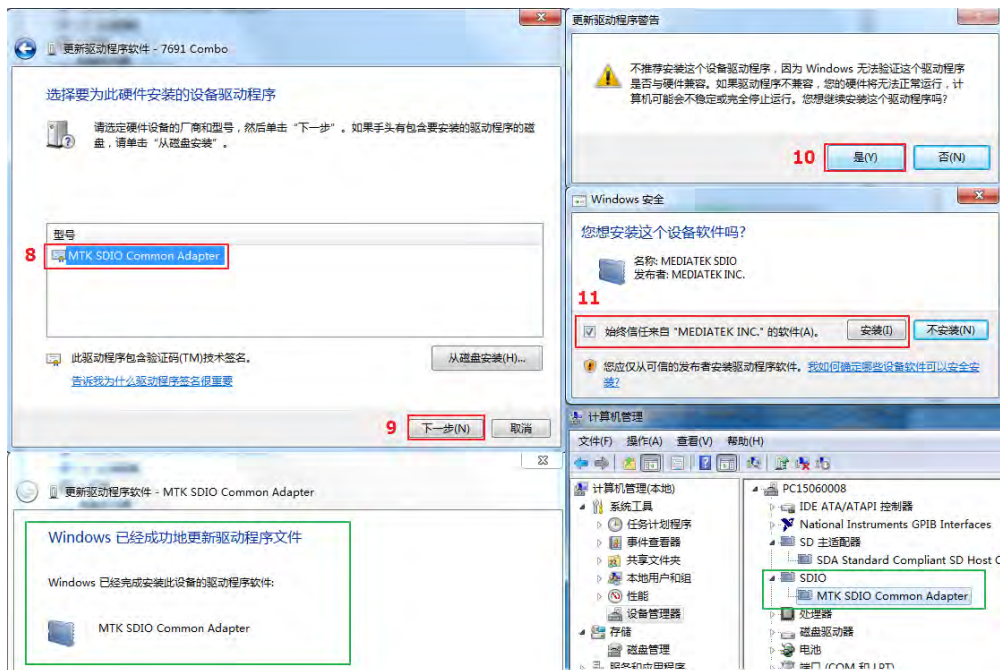 更新驱动程序软件 - 7691 Combo
选择要为此硬件安装的设备驱动程序
请选定硬件设备的厂商和型号，然后单击“下一步”。如果手头有包含要安装的驱动程序的磁
盘，请单击“从磁盘安装”。
型号
8
MTK SDIO Common Adapter
此驱动程序包含验证码(TM)技术签名。
从磁盘安装(H)...
告诉我为什么驱动程序签名很重要
9
下一步(N)
取消
更新驱动程序警告
不推荐安装这个设备驱动程序，因为 Windows 无法验证这个驱动程序
是否与硬件兼容。如果驱动程序不兼容，您的硬件将无法正常运行，计
算机可能会不稳定或完全停止运行。您想继续安装这个驱动程序吗?
10
是(Y)
否(N)
Windows 安全
您想安装这个设备软件吗?
名称: MEDIATEK SDIO
发布者: MEDIATEK INC.
11
始终信任来自 "MEDIATEK INC." 的软件(A)。
安装(I)
不安装(N)
您应仅从可信的发布者安装驱动程序软件。我如何确定哪些设备软件可以安全安
装?
更新驱动程序软件 - MTK SDIO Common Adapter
Windows 已经成功地更新驱动程序文件
Windows 已经完成安装此设备的驱动程序软件:
MTK SDIO Common Adapter
计算机管理
文件(F) 操作(A) 查看(V) 帮助(H)
计算机管理(本地)
系统工具
任务计划程序
事件查看器
共享文件夹
本地用户和组
性能
设备管理器
存储
磁盘管理
服务和应用程序
PC15060008
IDE ATA/ATAPI 控制器
National Instruments GPIB Interfaces
SD 主适配器
SDA Standard Compliant SD Host C
SDIO
MTK SDIO Common Adapter
处理器
磁盘驱动器
电池
端口 (COM 和 LPT)